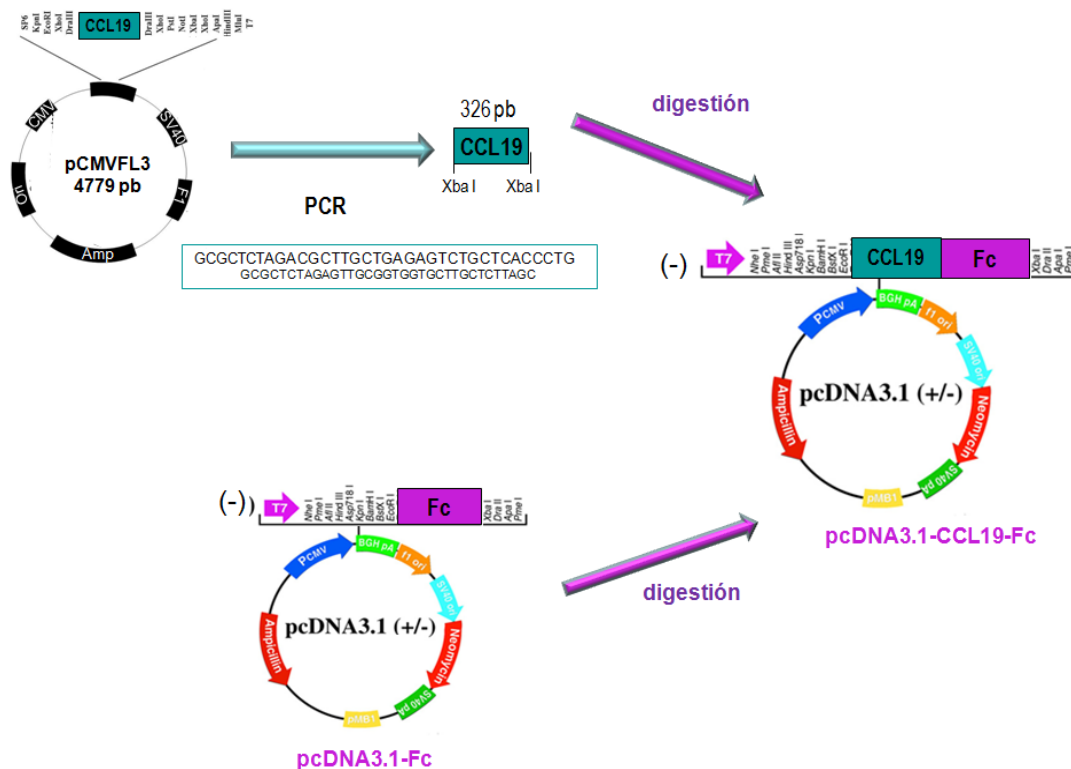 SP6
KpnI
EcoRI
XhoI
DraIII
CCL19
DraIII
XhoI
PstI
NotI
XbaI
XhoI
ApaI
HindIII
MluI
T7
CMV
SV40
pCMVFL3
4779 pb
Ori
F1
Amp
PCR
326 pb
CCL19
Xba I
Xba I
GCGCTCTAGACGCTTGCTGAGAGTCTGCTCACCCTG
GCGCTCTAGAGTTGCGGTGGTGCTTGCTCTTAGC
digestión
(-)
T7
Nhe I
Pme I
Afl II
Hind III
Asp718 I
Kpn I
BamH I
BstX I
EcoR I
CCL19
Fc
Xba I
Dra II
Apa I
Pme I
PCMV
BGH pA
f1 ori
SV40 ori
pcDNA3.1 (+/-)
Ampicillin
Neomycin
SV40 pA
pMB1
pcDNA3.1-CCL19-Fc
(-))
T7
Nhe I
Pme I
Afl II
Hind III
Asp718 I
Kpn I
BamH I
BstX I
EcoR I
Fc
Xba I
Dra II
Apa I
Pme I
PCMV
BGH pA
f1 ori
SV40 ori
pcDNA3.1 (+/-)
Ampicillin
Neomycin
SV40 pA
pMB1
pcDNA3.1-Fc
digestión